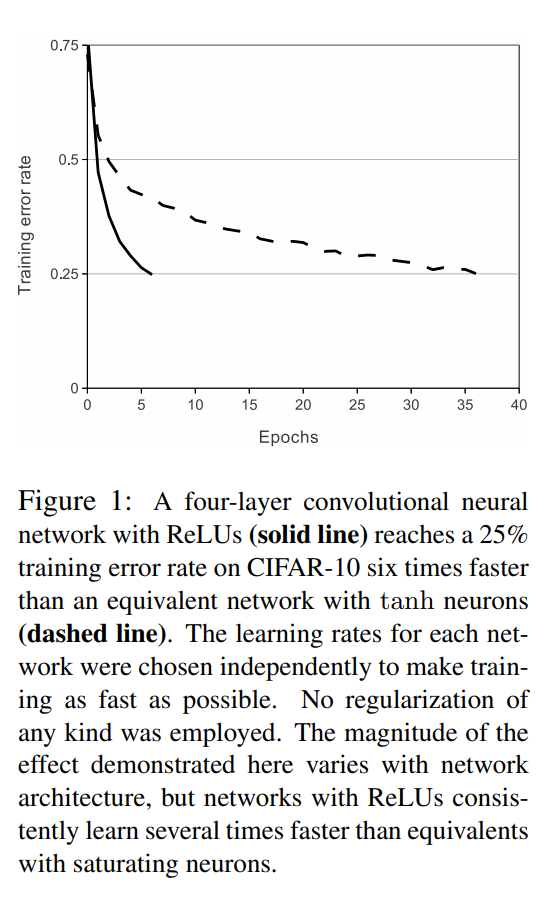 0.75
0.5
0.25
0
Training error rate
0 5 10 15 20 25 30 35 40
Epochs
Figure 1: A four-layer convolutional neural
network with ReLUs (solid line) reaches a 25%
training error rate on CIFAR-10 six times faster
than an equivalent network with tanh neurons
(dashed line). The learning rates for each net-
work were chosen independently to make train-
ing as fast as possible. No regularization of
any kind was employed. The magnitude of the
effect demonstrated here varies with network
architecture, but networks with ReLUs consis-
tently learn several times faster than equivalents
with saturating neurons.